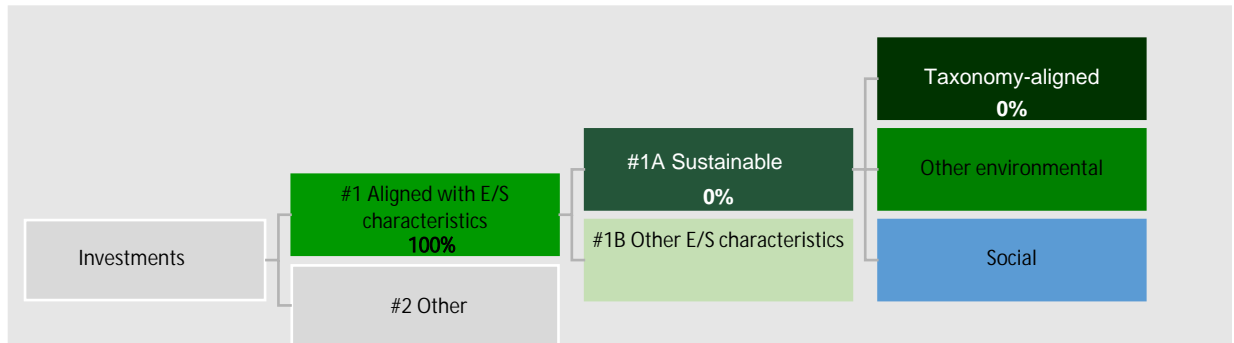 Investments
#1 Aligned with E/S
characteristics
100%
#2 Other
#1A Sustainable
0%
#1B Other E/S characteristics
Taxonomy-aligned
0%
Other environmental
Social